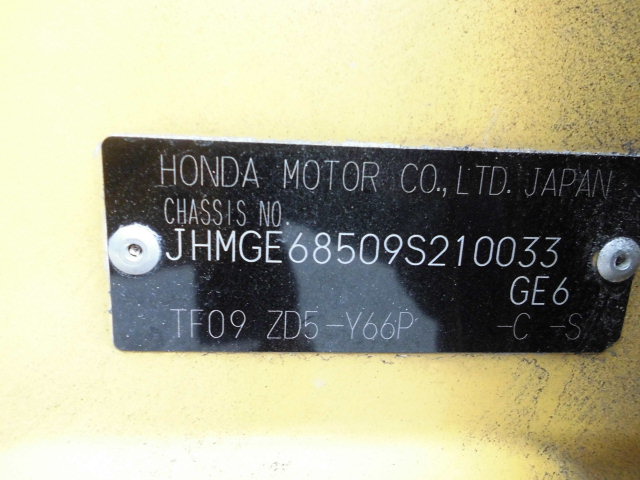 HONDA MOTOR CO., LTD. JAPAN
CHASSIS NO.
JHMGE68509S210033
GE6
TF09 ZD5-Y66P -C -S